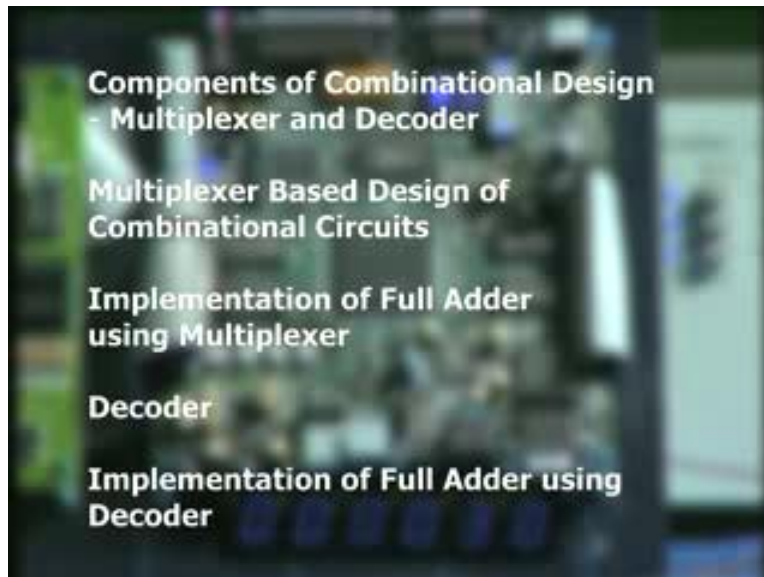 Components of Combinational Design
- Multiplexer and Decoder
Multiplexer Based Design of
Combinational Circuits
Implementation of Full Adder
using Multiplexer
Decoder
Implementation of Full Adder using
Decoder